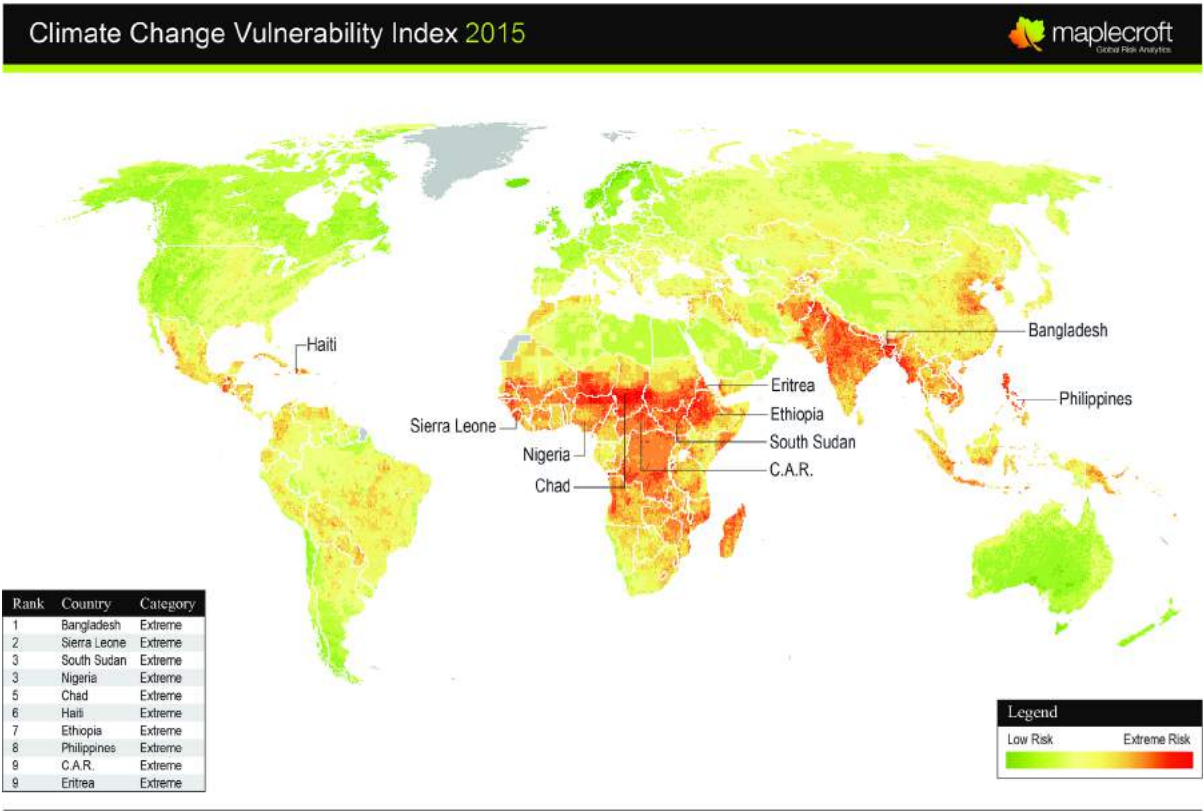 Climate Change Vulnerability Index 2015
maplecroft
Global Risk Analytics
Haiti
Bangladesh
Eritrea
Philippines
Ethiopia
Sierra Leone
South Sudan
Nigeria
C.A.R.
Chad
Rank Country Category
1 Bangladesh Extreme
2 Sierra Leone Extreme
3 South Sudan Extreme
3 Nigeria Extreme
5 Chad Extreme
6 Haiti Extreme
7 Ethiopia Extreme
8 Philippines Extreme
9 C.A.R. Extreme
9 Eritrea Extreme
Legend
Low Risk Extreme Risk